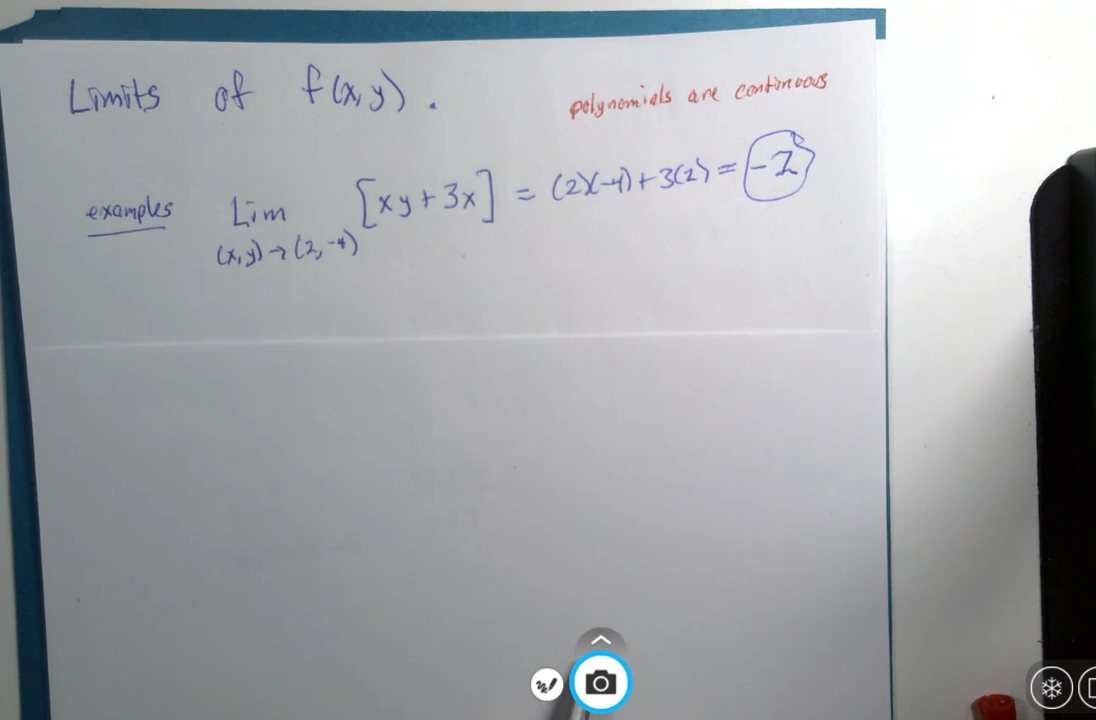 Limits of f(x,y).
polynomials are continuous
examples Lim [xy + 3x] = (2)(-4)+3(2) = -2
(x,y)→(2,-4)